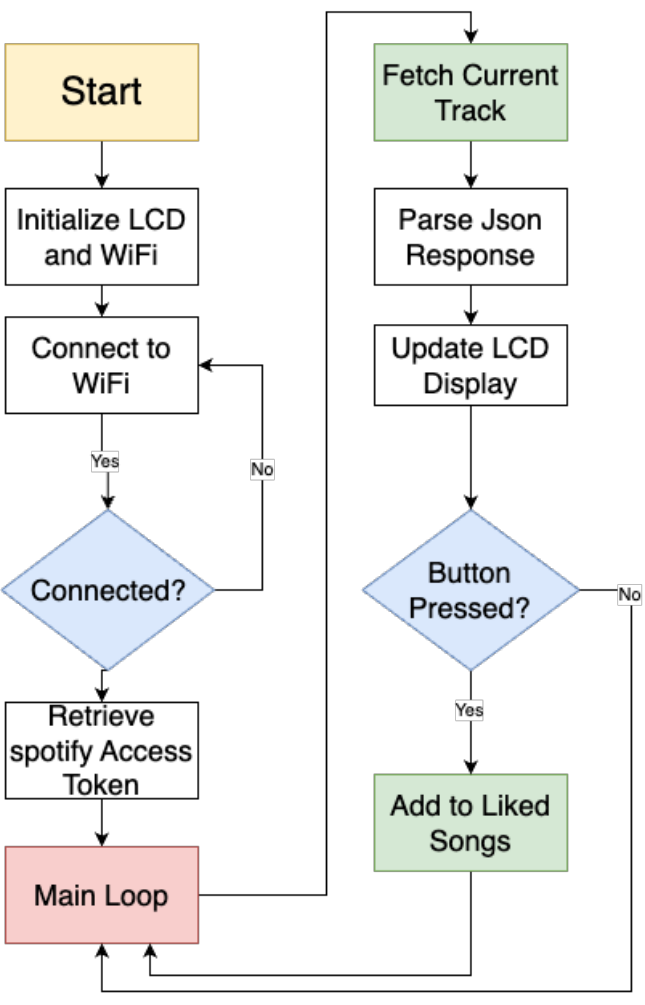 Start
Initialize LCD
and WiFi
Connect to
WiFi
Yes
No
Connected?
Retrieve
spotify Access
Token
Main Loop
Fetch Current
Track
Parse Json
Response
Update LCD
Display
Button
Pressed?
No
Yes
Add to Liked
Songs